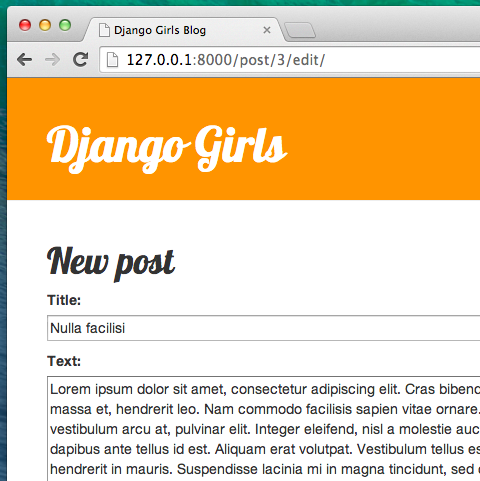 Django Girls Blog
127.0.0.1:8000/post/3/edit/
Django Girls
New post
Title:
Nulla facilisi
Text:
Lorem ipsum dolor sit amet, consectetur adipiscing elit. Cras bibend
massa et, hendrerit leo. Nam commodo facilisis sapien vitae ornare.
vestibulum arcu at, pulvinar elit. Integer eleifend, nisl a molestie auc
dapibus ante tellus id est. Aliquam erat volutpat. Vestibulum tellus es
hendrerit in mauris. Suspendisse lacinia mi in magna tincidunt, sed d